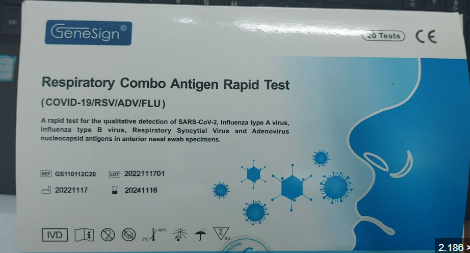 GeneSign®
20 Tests
CE
Respiratory Combo Antigen Rapid Test
(COVID-19/RSV/ADV/FLU)
A rapid test for the qualitative detection of SARS-CoV-2, Influenza type A virus,
Influenza type B virus, Respiratory Syncytial Virus and Adenovirus
nucleocapsid antigens in anterior nasal swab specimens.
REF GS110112C20 LOT 2022111701
20221117 20241116
IVD
2.186 ×